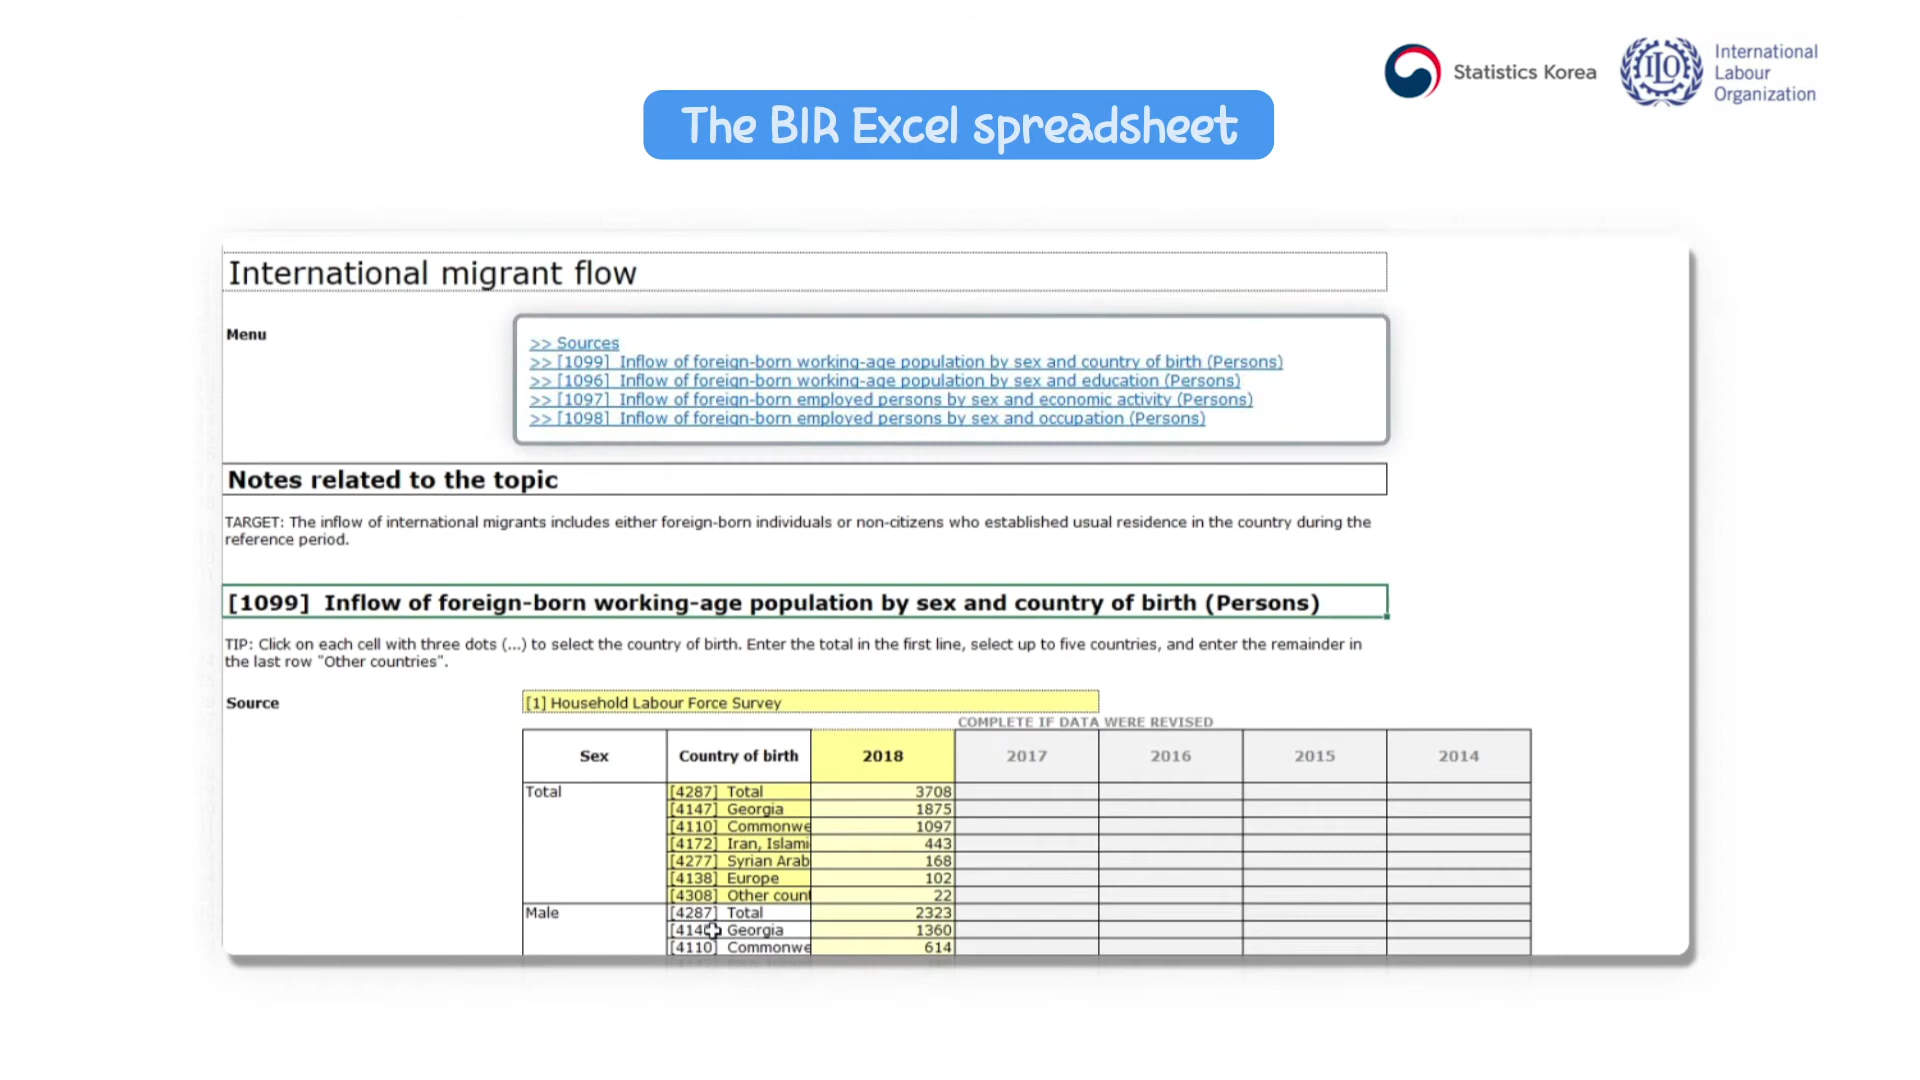 Statistics Korea
International
Labour
Organization
The BIR Excel spreadsheet
International migrant flow
Menu
>> Sources
>> [1099] Inflow of foreign-born working-age population by sex and country of birth (Persons)
>> [1096] Inflow of foreign-born working-age population by sex and education (Persons)
>> [1097] Inflow of foreign-born employed persons by sex and economic activity (Persons)
>> [1098] Inflow of foreign-born employed persons by sex and occupation (Persons)
Notes related to the topic
TARGET: The inflow of international migrants includes either foreign-born individuals or non-citizens who established usual residence in the country during the
reference period.
[1099] Inflow of foreign-born working-age population by sex and country of birth (Persons)
TIP: Click on each cell with three dots (...) to select the country of birth. Enter the total in the first line, select up to five countries, and enter the remainder in
the last row "Other countries".
Source [1] Household Labour Force Survey
COMPLETE IF DATA WERE REVISED
Sex Country of birth 2018 2017 2016 2015 2014
Total [4287] Total 3708
[4147] Georgia 1875
[4110] Commonwe 1097
[4172] Iran, Islami 443
[4277] Syrian Arab 168
[4138] Europe 102
[4308] Other coun 22
Male [4287] Total 2323
Georgia 1360
[4110] Commonwe 614